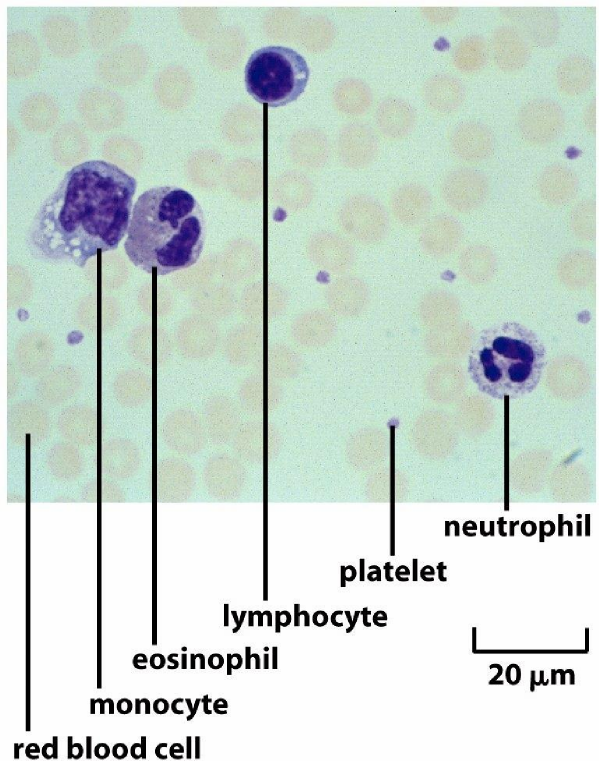 neutrophil
platelet
lymphocyte
20 μm
eosinophil
monocyte
red blood cell